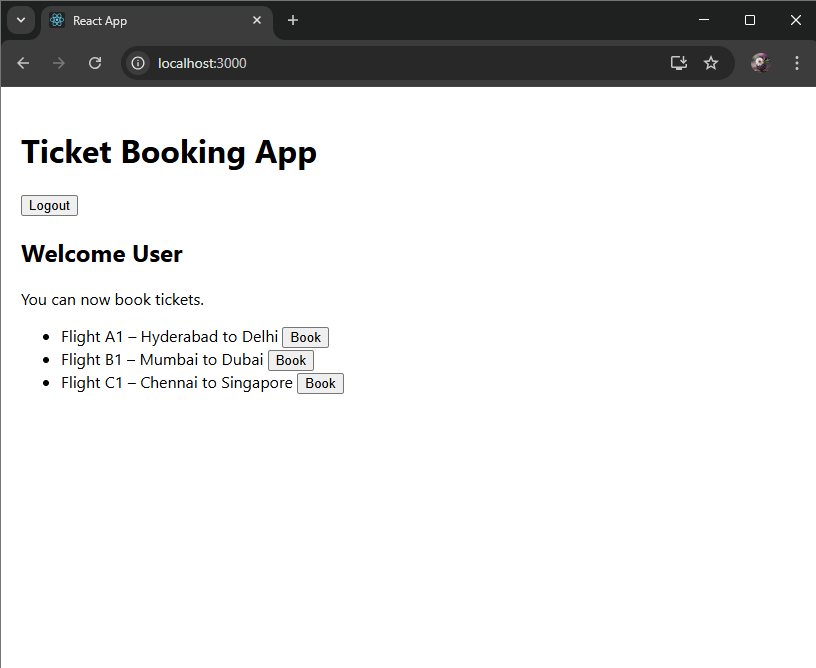 React App
localhost:3000
Ticket Booking App
Logout
Welcome User
You can now book tickets.
Flight A1 – Hyderabad to Delhi Book
Flight B1 – Mumbai to Dubai Book
Flight C1 – Chennai to Singapore Book